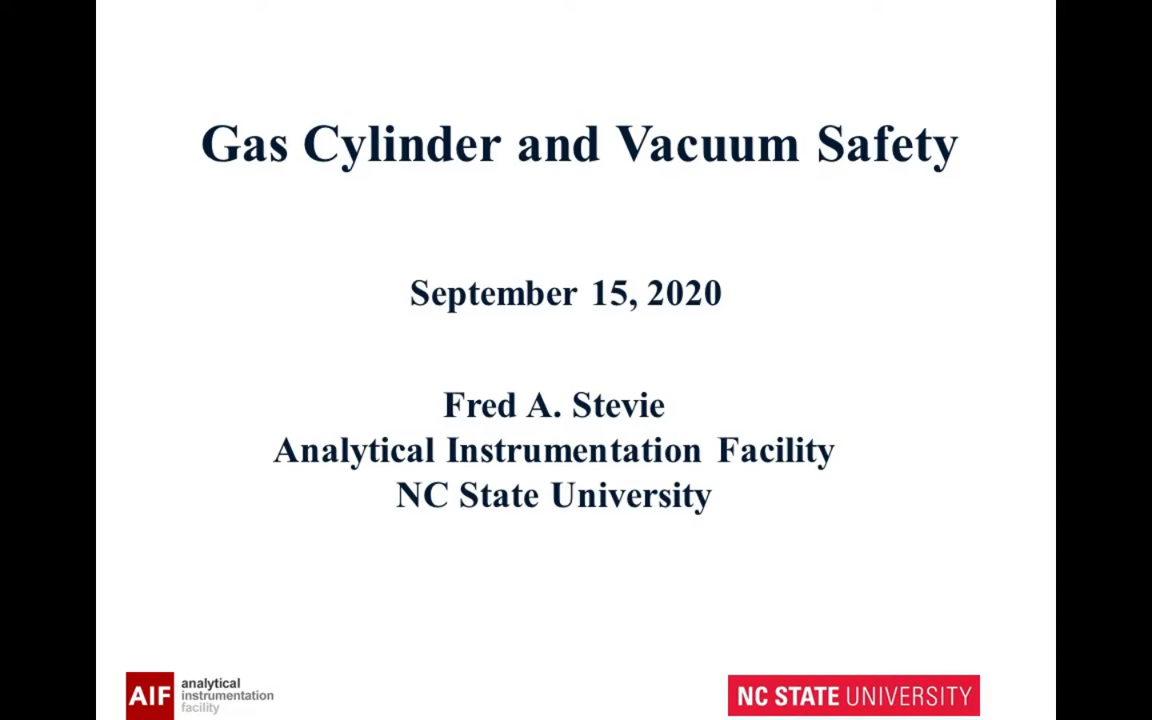 Gas Cylinder and Vacuum Safety
September 15, 2020
Fred A. Stevie
Analytical Instrumentation Facility
NC State University
AIF analytical
instrumentation
facility
NC STATE UNIVERSITY